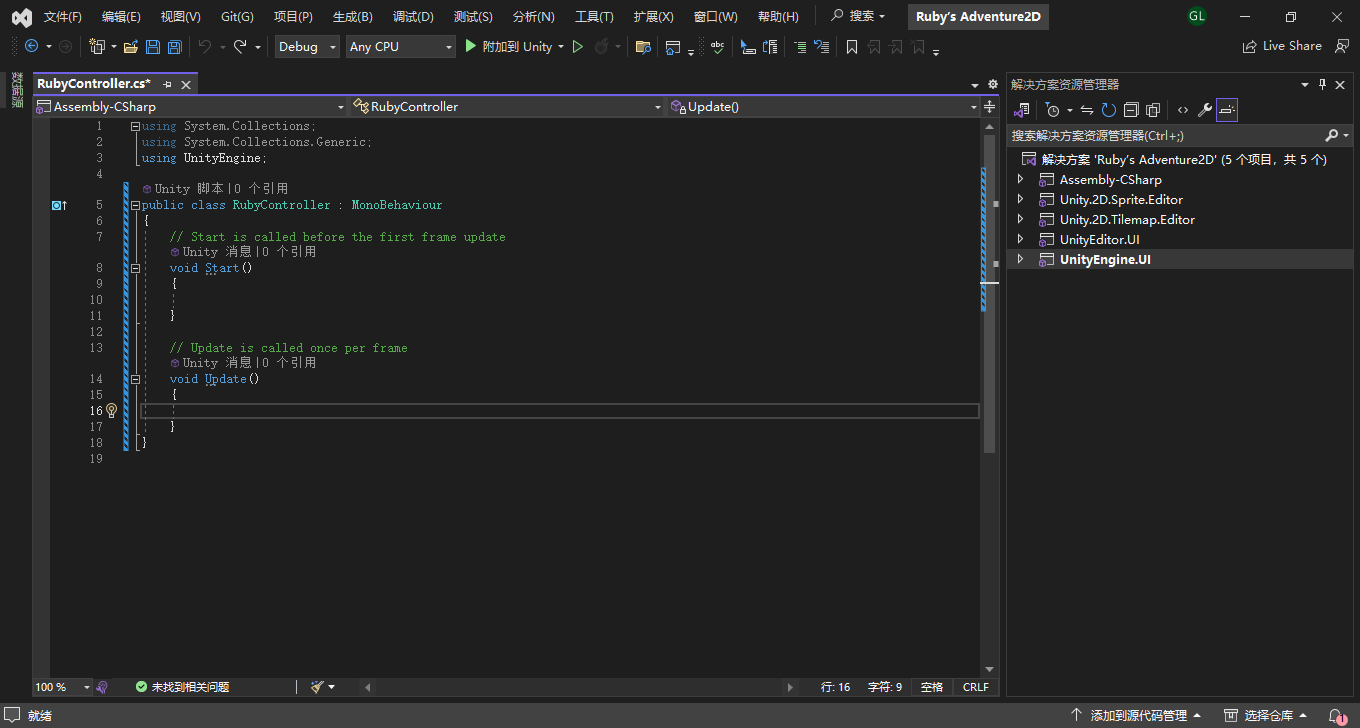 文件(F) 编辑(E) 视图(V) Git(G) 项目(P) 生成(B) 调试(D) 测试(S) 分析(N) 工具(T) 扩展(X) 窗口(W) 帮助(H) 搜索 Ruby's Adventure2D GL
Debug Any CPU 附加到 Unity abc Live Share
数据源
RubyController.cs*
Assembly-CSharp RubyController Update()
1 using System.Collections;
2 using System.Collections.Generic;
3 using UnityEngine;
4
Unity 脚本|0 个引用
5 public class RubyController : MonoBehaviour
6 {
7 // Start is called before the first frame update
Unity 消息|0 个引用
8 void Start()
9 {
10
11 }
12
13 // Update is called once per frame
Unity 消息|0 个引用
14 void Update()
15 {
16
17 }
18 }
19
100 % 未找到相关问题 行: 16 字符: 9 空格 CRLF
解决方案资源管理器
搜索解决方案资源管理器(Ctrl+;)
解决方案 'Ruby's Adventure2D' (5 个项目，共 5 个)
Assembly-CSharp
Unity.2D.Sprite.Editor
Unity.2D.Tilemap.Editor
UnityEditor.UI
UnityEngine.UI
就绪 添加到源代码管理 选择仓库 1